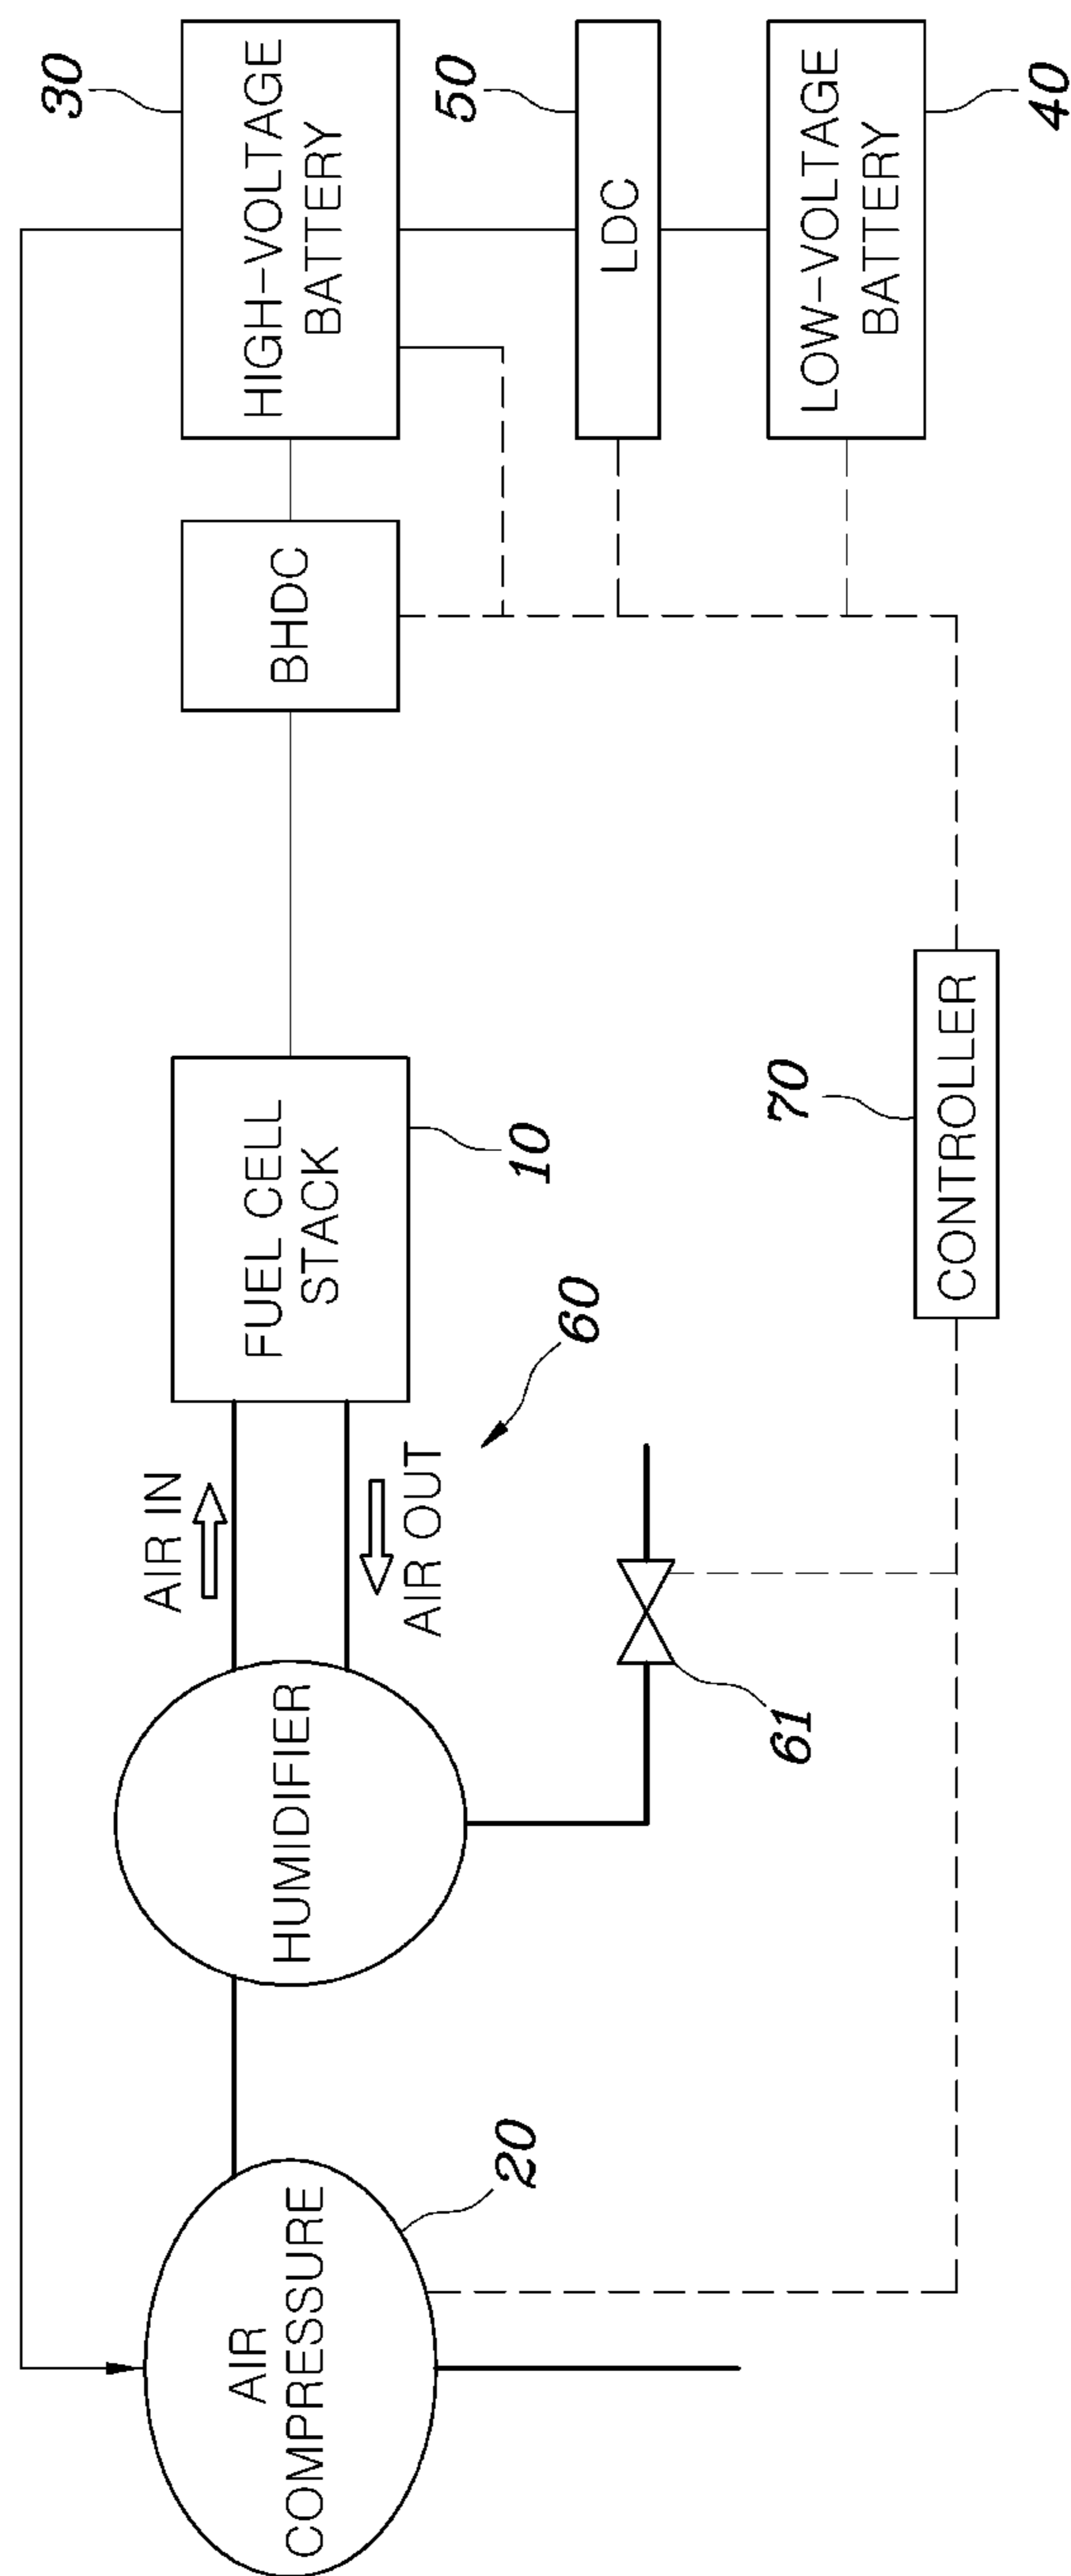 AIR
COMPRESSURE
20
HUMIDIFIER
AIR IN
AIR OUT
60
61
FUEL CELL
STACK
10
BHDC
30
HIGH-VOLTAGE
BATTERY
50
LDC
LOW-VOLTAGE
BATTERY
40
70
CONTROLLER